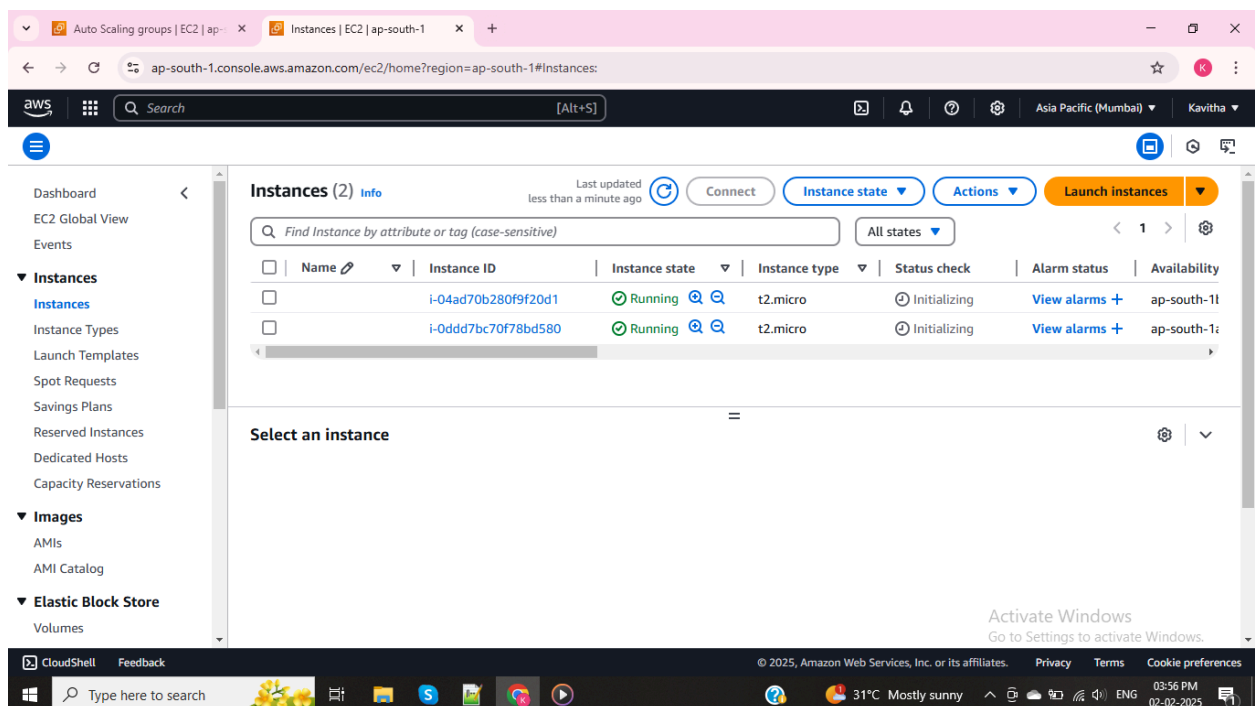 Auto Scaling groups | EC2 | ap-s
Instances | EC2 | ap-south-1
ap-south-1.console.aws.amazon.com/ec2/home?region=ap-south-1#Instances:
K
aws
Search [Alt+S]
Asia Pacific (Mumbai)
Kavitha
Dashboard
EC2 Global View
Events
Instances
Instances
Instance Types
Launch Templates
Spot Requests
Savings Plans
Reserved Instances
Dedicated Hosts
Capacity Reservations
Images
AMIs
AMI Catalog
Elastic Block Store
Volumes
Instances (2) Info
Last updated
less than a minute ago
Connect
Instance state
Actions
Launch instances
Find Instance by attribute or tag (case-sensitive)
All states
1
Name Instance ID Instance state Instance type Status check Alarm status Availability
i-04ad70b280f9f20d1 Running t2.micro Initializing View alarms + ap-south-1b
i-0ddd7bc70f78bd580 Running t2.micro Initializing View alarms + ap-south-1a
Select an instance
Activate Windows
Go to Settings to activate Windows.
CloudShell Feedback © 2025, Amazon Web Services, Inc. or its affiliates. Privacy Terms Cookie preferences
Type here to search
31°C Mostly sunny
ENG
03:56 PM
02-02-2025